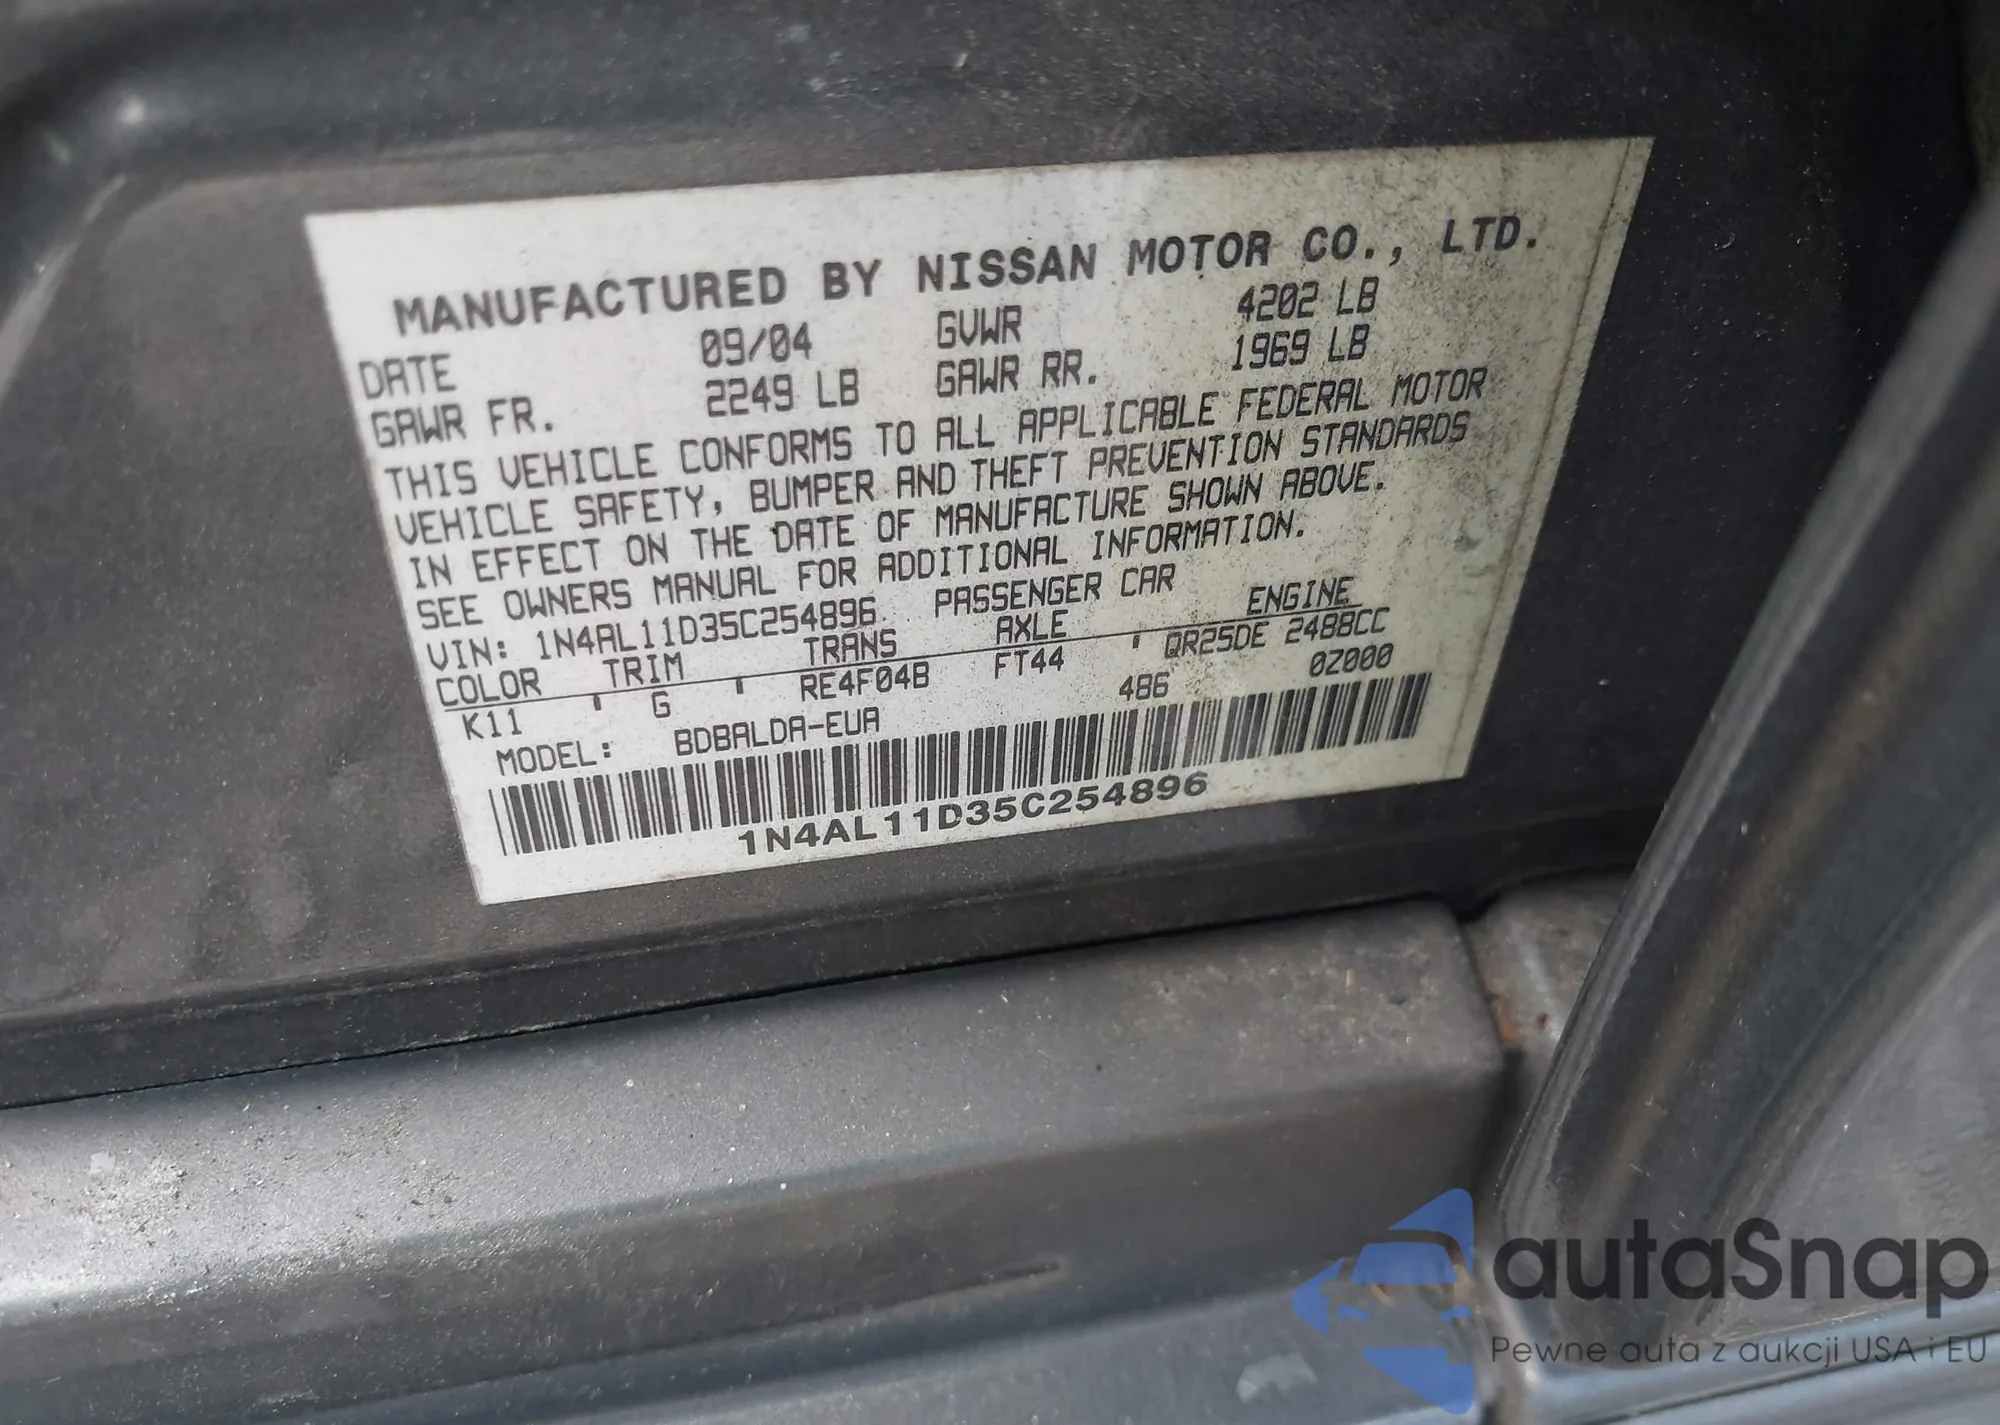 MANUFACTURED BY NISSAN MOTOR CO., LTD.
DATE 09/04 GVWR 4202 LB
GAWR FR. 2249 LB GAWR RR. 1969 LB
THIS VEHICLE CONFORMS TO ALL APPLICABLE FEDERAL MOTOR
VEHICLE SAFETY, BUMPER AND THEFT PREVENTION STANDARDS
IN EFFECT ON THE DATE OF MANUFACTURE SHOWN ABOVE.
SEE OWNERS MANUAL FOR ADDITIONAL INFORMATION.
VIN: 1N4AL11D35C254896 PASSENGER CAR
COLOR TRIM TRANS AXLE ENGINE
K11 G RE4F04B FT44 QR25DE 2488CC
MODEL: BDBALDA-EUA 486 0Z000
1N4AL11D35C254896
autaSnap
Pewne auta z aukcji USA i EU